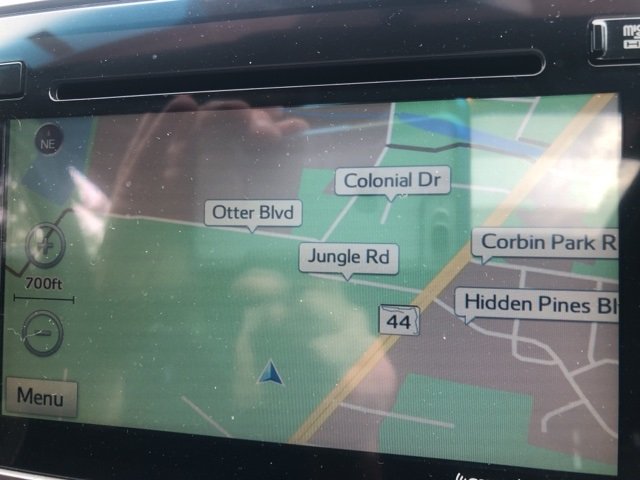 NE
Colonial Dr
Otter Blvd
Corbin Park R
Jungle Rd
700ft
Hidden Pines Bl
44
Menu